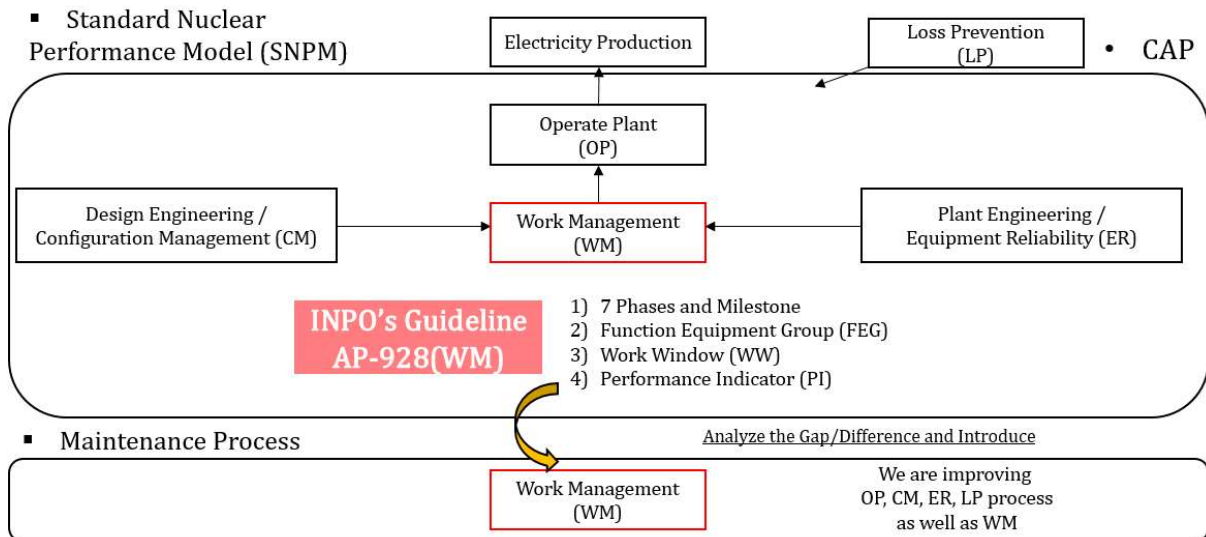 ▪ Standard Nuclear
Performance Model (SNPM)
Electricity Production
Loss Prevention
(LP)
• CAP
Operate Plant
(OP)
Design Engineering /
Configuration Management (CM)
Work Management
(WM)
Plant Engineering /
Equipment Reliability (ER)
INPO's Guideline
AP-928(WM)
1) 7 Phases and Milestone
2) Function Equipment Group (FEG)
3) Work Window (WW)
4) Performance Indicator (PI)
▪ Maintenance Process
Analyze the Gap/Difference and Introduce
Work Management
(WM)
We are improving
OP, CM, ER, LP process
as well as WM